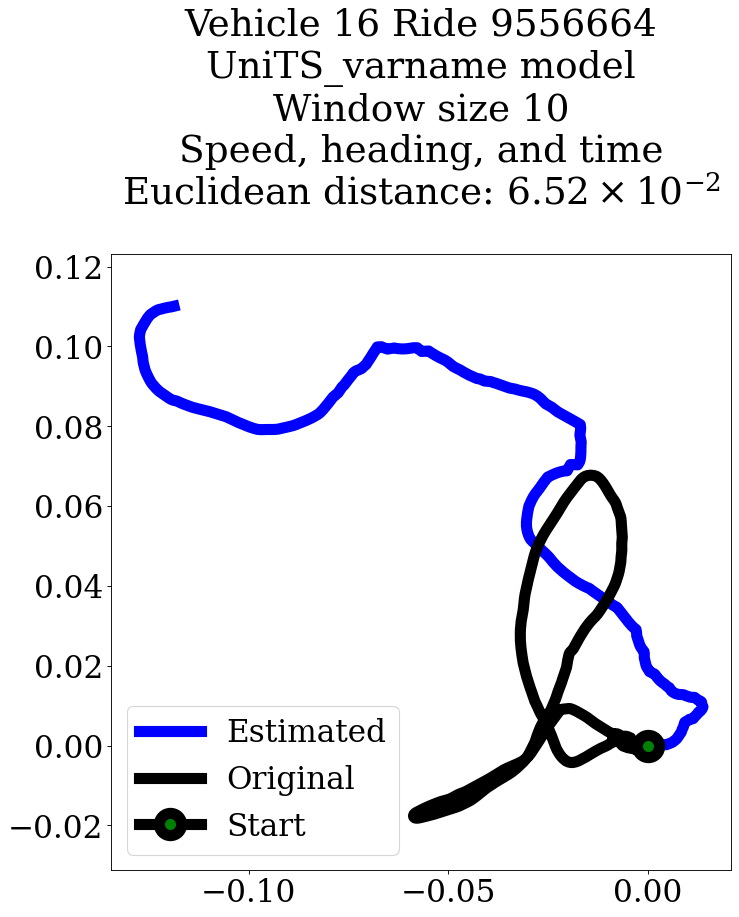 Vehicle 16 Ride 9556664
UniTS_varname model
Window size 10
Speed, heading, and time
Euclidean distance: 6.52 × 10⁻²
0.12
0.10
0.08
0.06
0.04
0.02
0.00
−0.02
Estimated
Original
Start
−0.10
−0.05
0.00